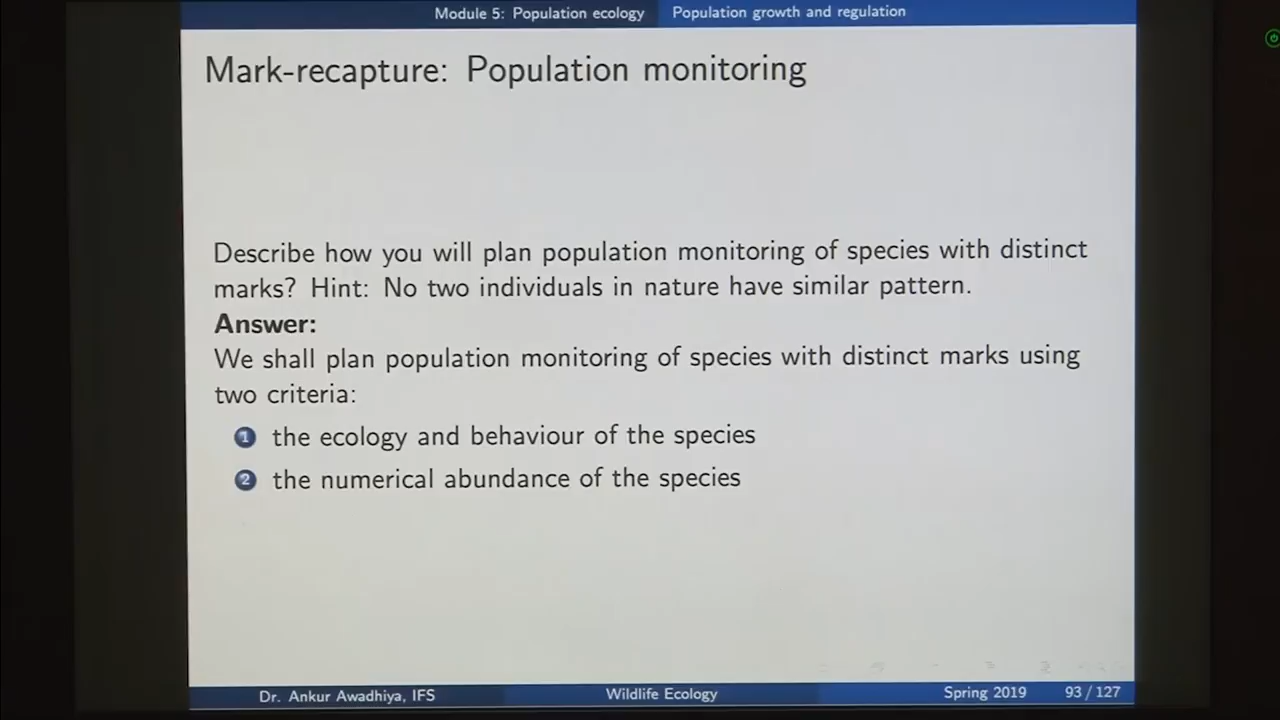 Module 5: Population ecology Population growth and regulation
Mark-recapture: Population monitoring
Describe how you will plan population monitoring of species with distinct
marks? Hint: No two individuals in nature have similar pattern.
Answer:
We shall plan population monitoring of species with distinct marks using
two criteria:
1 the ecology and behaviour of the species
2 the numerical abundance of the species
Dr. Ankur Awadhiya, IFS Wildlife Ecology Spring 2019 93 / 127